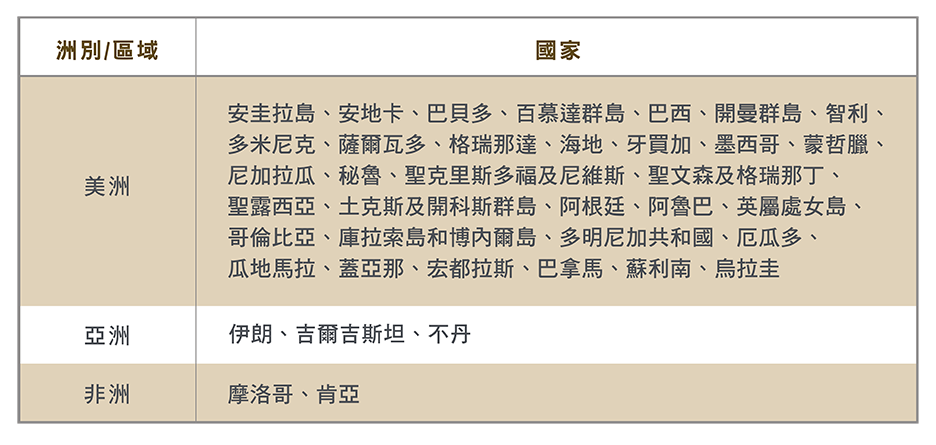 洲別/區域
國家
美洲
安圭拉島、安地卡、巴貝多、百慕達群島、巴西、開曼群島、智利、
多米尼克、薩爾瓦多、格瑞那達、海地、牙買加、墨西哥、蒙哲臘、
尼加拉瓜、秘魯、聖克里斯多福及尼維斯、聖文森及格瑞那丁、
聖露西亞、土克斯及開科斯群島、阿根廷、阿魯巴、英屬處女島、
哥倫比亞、庫拉索島和博內爾島、多明尼加共和國、厄瓜多、
瓜地馬拉、蓋亞那、宏都拉斯、巴拿馬、蘇利南、烏拉圭
亞洲
伊朗、吉爾吉斯坦、不丹
非洲
摩洛哥、肯亞